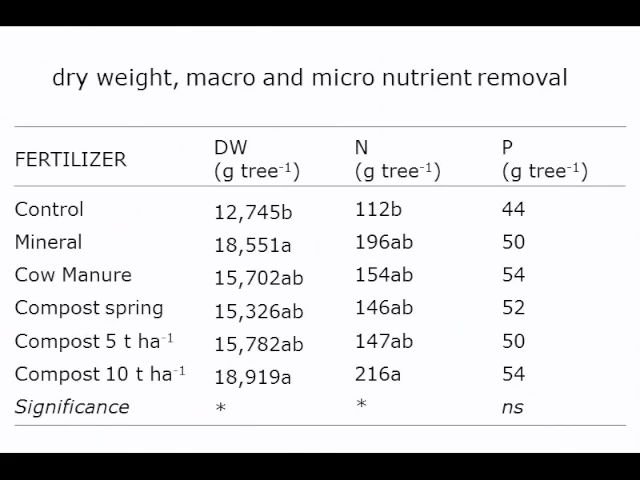 dry weight, macro and micro nutrient removal
FERTILIZER DW (g tree⁻¹) N (g tree⁻¹) P (g tree⁻¹)
Control 12,745b 112b 44
Mineral 18,551a 196ab 50
Cow Manure 15,702ab 154ab 54
Compost spring 15,326ab 146ab 52
Compost 5 t ha⁻¹ 15,782ab 147ab 50
Compost 10 t ha⁻¹ 18,919a 216a 54
Significance * * ns